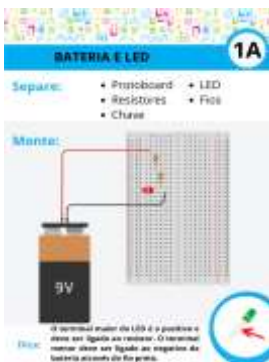 BATERIA E LED
1A
Separe:
• Protoboard • LED
• Resistores • Fios
• Chave
Monte:
9V
Dica:
O terminal maior do LED é o positivo e
deve ser ligado ao resistor. O terminal
menor deve ser ligado ao negativo da
bateria através do fio preto.